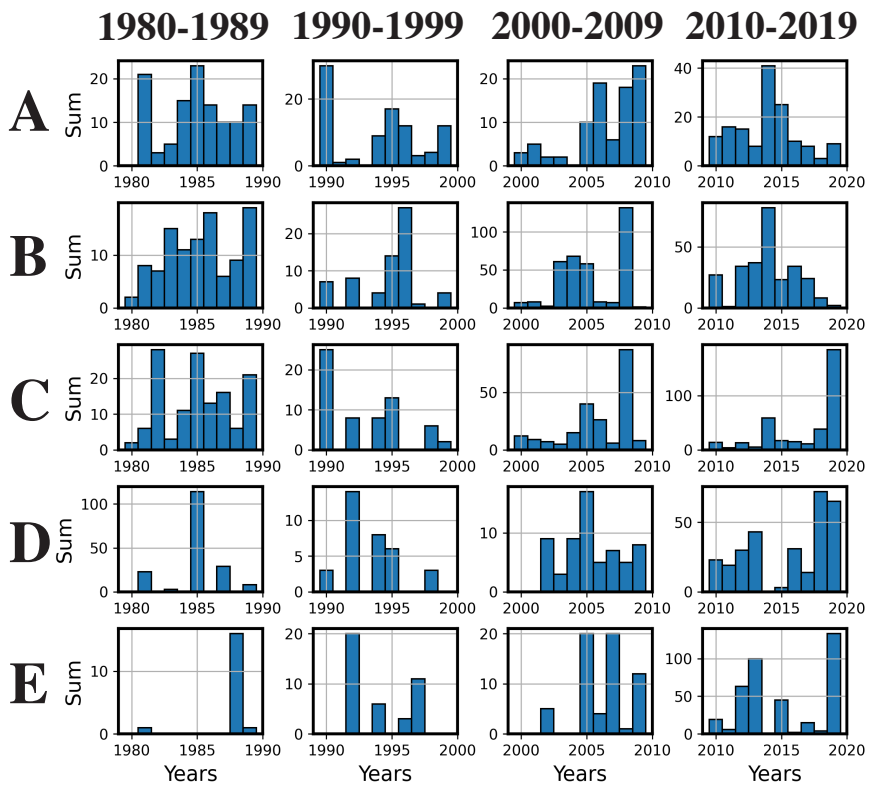 1980-1989 1990-1999 2000-2009 2010-2019
A Sum 20 10 0 20 0 20 10 0 40 20 0
1980 1985 1990 1990 1995 2000 2000 2005 2010 2010 2015 2020
B Sum 10 0 20 10 0 100 50 0 50 0
1980 1985 1990 1990 1995 2000 2000 2005 2010 2010 2015 2020
C Sum 20 10 0 20 10 0 50 0 100 0
1980 1985 1990 1990 1995 2000 2000 2005 2010 2010 2015 2020
D Sum 100 50 0 10 5 0 10 0 50 0
1980 1985 1990 1990 1995 2000 2000 2005 2010 2010 2015 2020
E Sum 10 0 20 10 0 20 10 0 100 50 0
1980 1985 1990 1990 1995 2000 2000 2005 2010 2010 2015 2020
Years Years Years Years